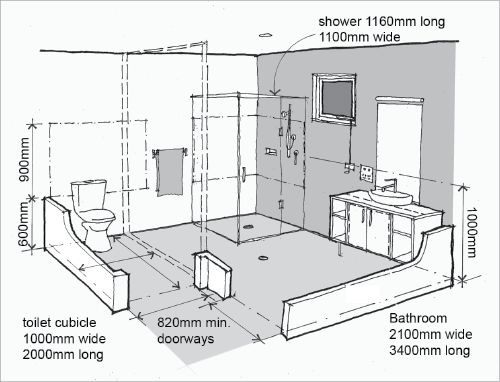 shower 1160mm long
1100mm wide
900mm
600mm
1000mm
toilet cubicle
1000mm wide
2000mm long
820mm min.
doorways
Bathroom
2100mm wide
3400mm long